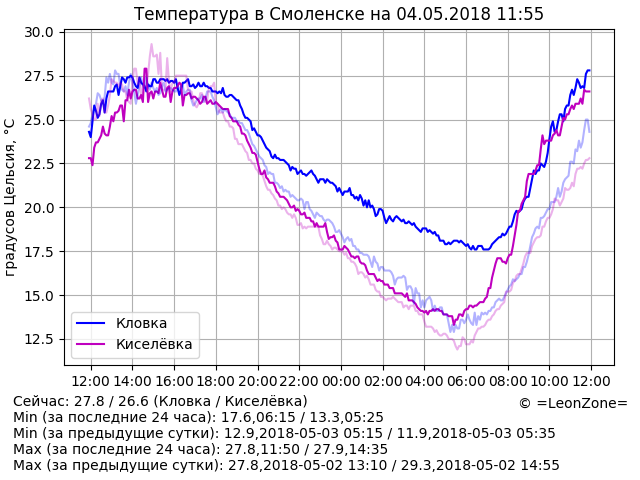 Температура в Смоленске на 04.05.2018 11:55
градусов Цельсия, °C
30.0
27.5
25.0
22.5
20.0
17.5
15.0
12.5
Кловка
Киселёвка
12:00 14:00 16:00 18:00 20:00 22:00 00:00 02:00 04:00 06:00 08:00 10:00 12:00
Сейчас: 27.8 / 26.6 (Кловка / Киселёвка)
© =LeonZone=
Min (за последние 24 часа): 17.6,06:15 / 13.3,05:25
Min (за предыдущие сутки): 12.9,2018-05-03 05:15 / 11.9,2018-05-03 05:35
Max (за последние 24 часа): 27.8,11:50 / 27.9,14:35
Max (за предыдущие сутки): 27.8,2018-05-02 13:10 / 29.3,2018-05-02 14:55